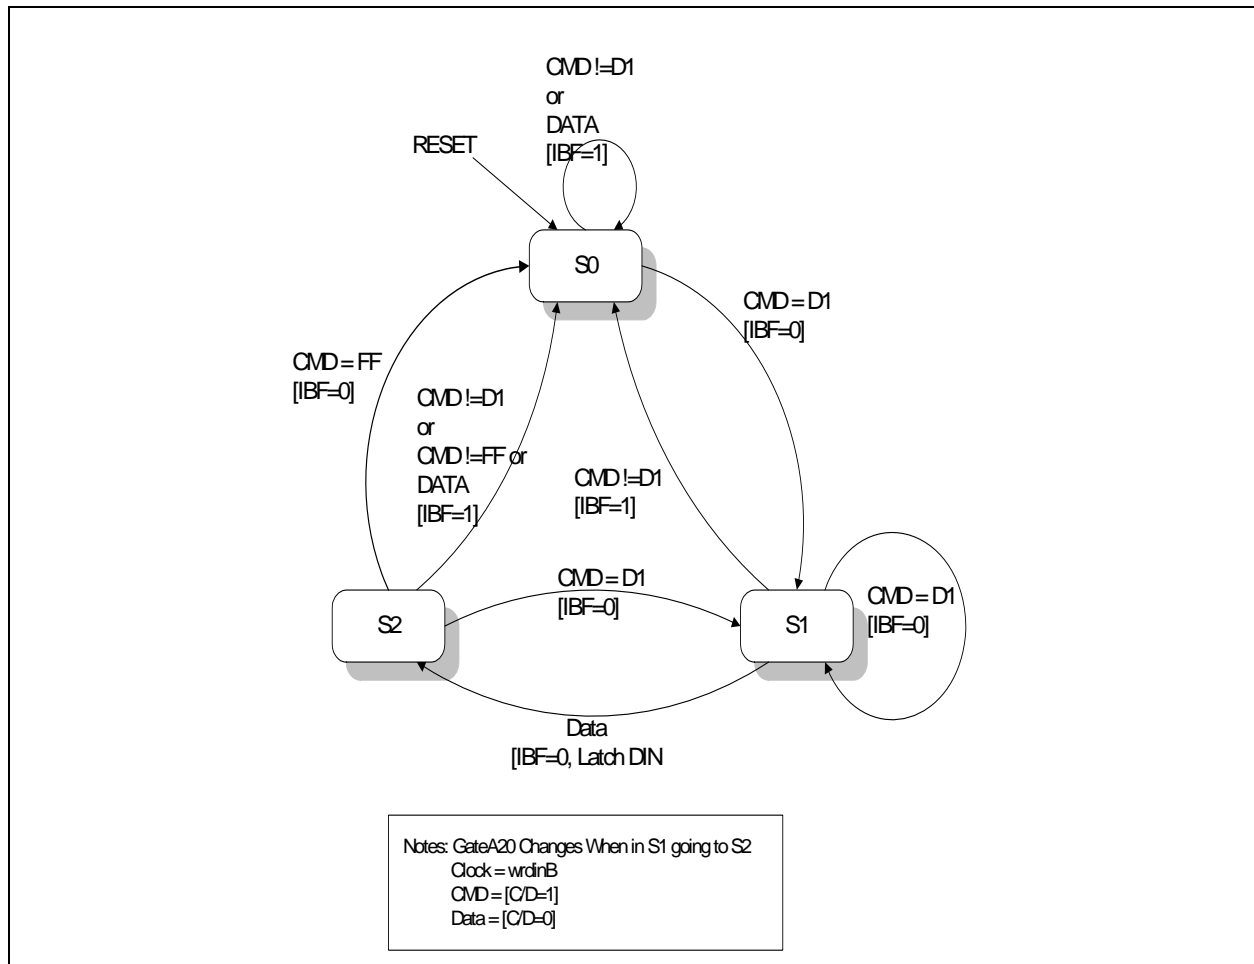 CMD !=D1
or
DATA
[IBF=1]
RESET
S0
CMD = D1
[IBF=0]
CMD = FF
[IBF=0]
CMD !=D1
or
CMD !=FF or
DATA
[IBF=1]
CMD !=D1
[IBF=1]
CMD = D1
[IBF=0]
CMD = D1
[IBF=0]
S2
S1
Data
[IBF=0, Latch DIN
Notes: GateA20 Changes When in S1 going to S2
Clock = wrdinB
CMD = [C/D=1]
Data = [C/D=0]